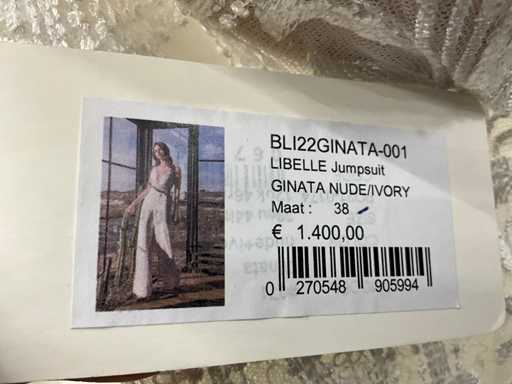 BLI22GINATA-001
LIBELLE Jumpsuit
GINATA NUDE/IVORY
Maat : 38
€ 1.400,00
0 270548 905994